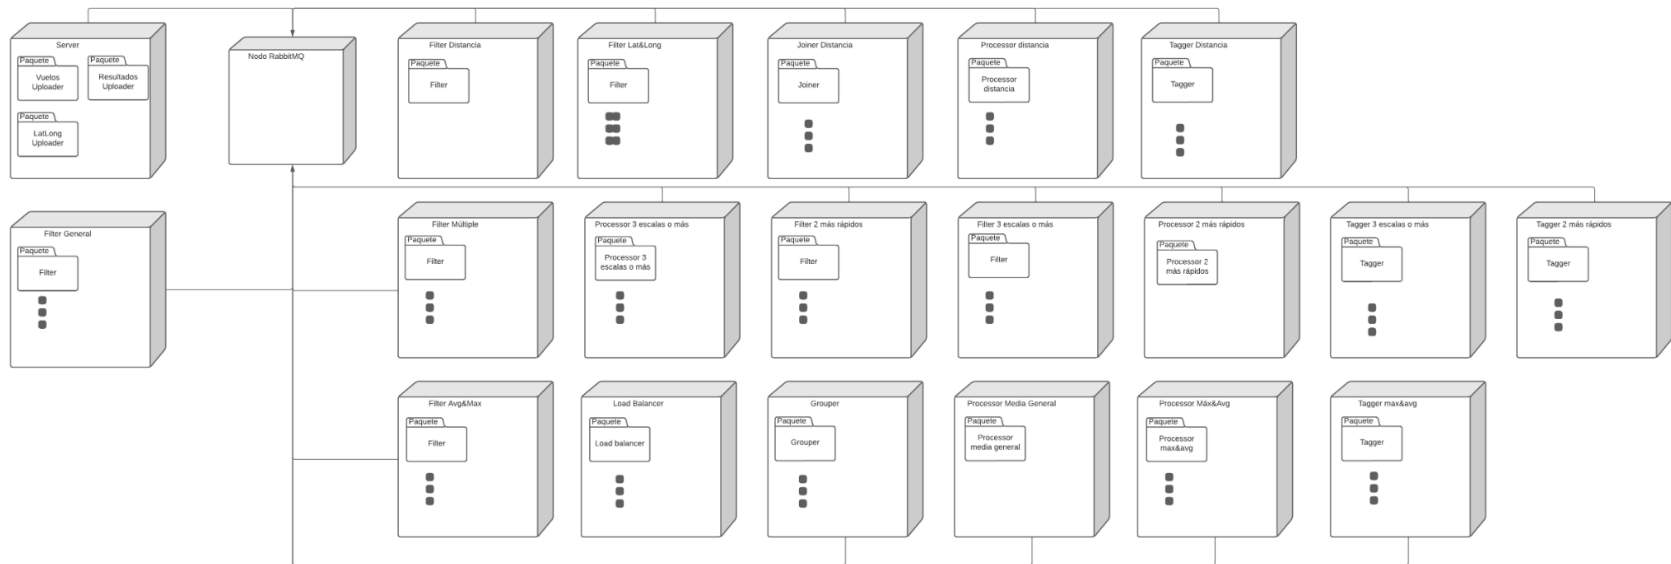 Server
Paquete
Vuelos
Uploader
Paquete
Resultados
Uploader
Paquete
LatLong
Uploader
Nodo RabbitMQ
Filter Distancia
Paquete
Filter
Filter Lat&Long
Paquete
Filter
Joiner Distancia
Paquete
Joiner
Processor distancia
Paquete
Processor
distancia
Tagger Distancia
Paquete
Tagger
Filter General
Paquete
Filter
Filter Múltiple
Paquete
Filter
Processor 3 escalas o más
Paquete
Processor 3
escalas o más
Filter 2 más rápidos
Paquete
Filter
Filter 3 escalas o más
Paquete
Filter
Processor 2 más rápidos
Paquete
Processor 2
más rápidos
Tagger 3 escalas o más
Paquete
Tagger
Tagger 2 más rápidos
Paquete
Tagger
Filter Avg&Max
Paquete
Filter
Load Balancer
Paquete
Load balancer
Grouper
Paquete
Grouper
Processor Media General
Paquete
Processor
media general
Processor Máx&Avg
Paquete
Processor
max&avg
Tagger max&avg
Paquete
Tagger